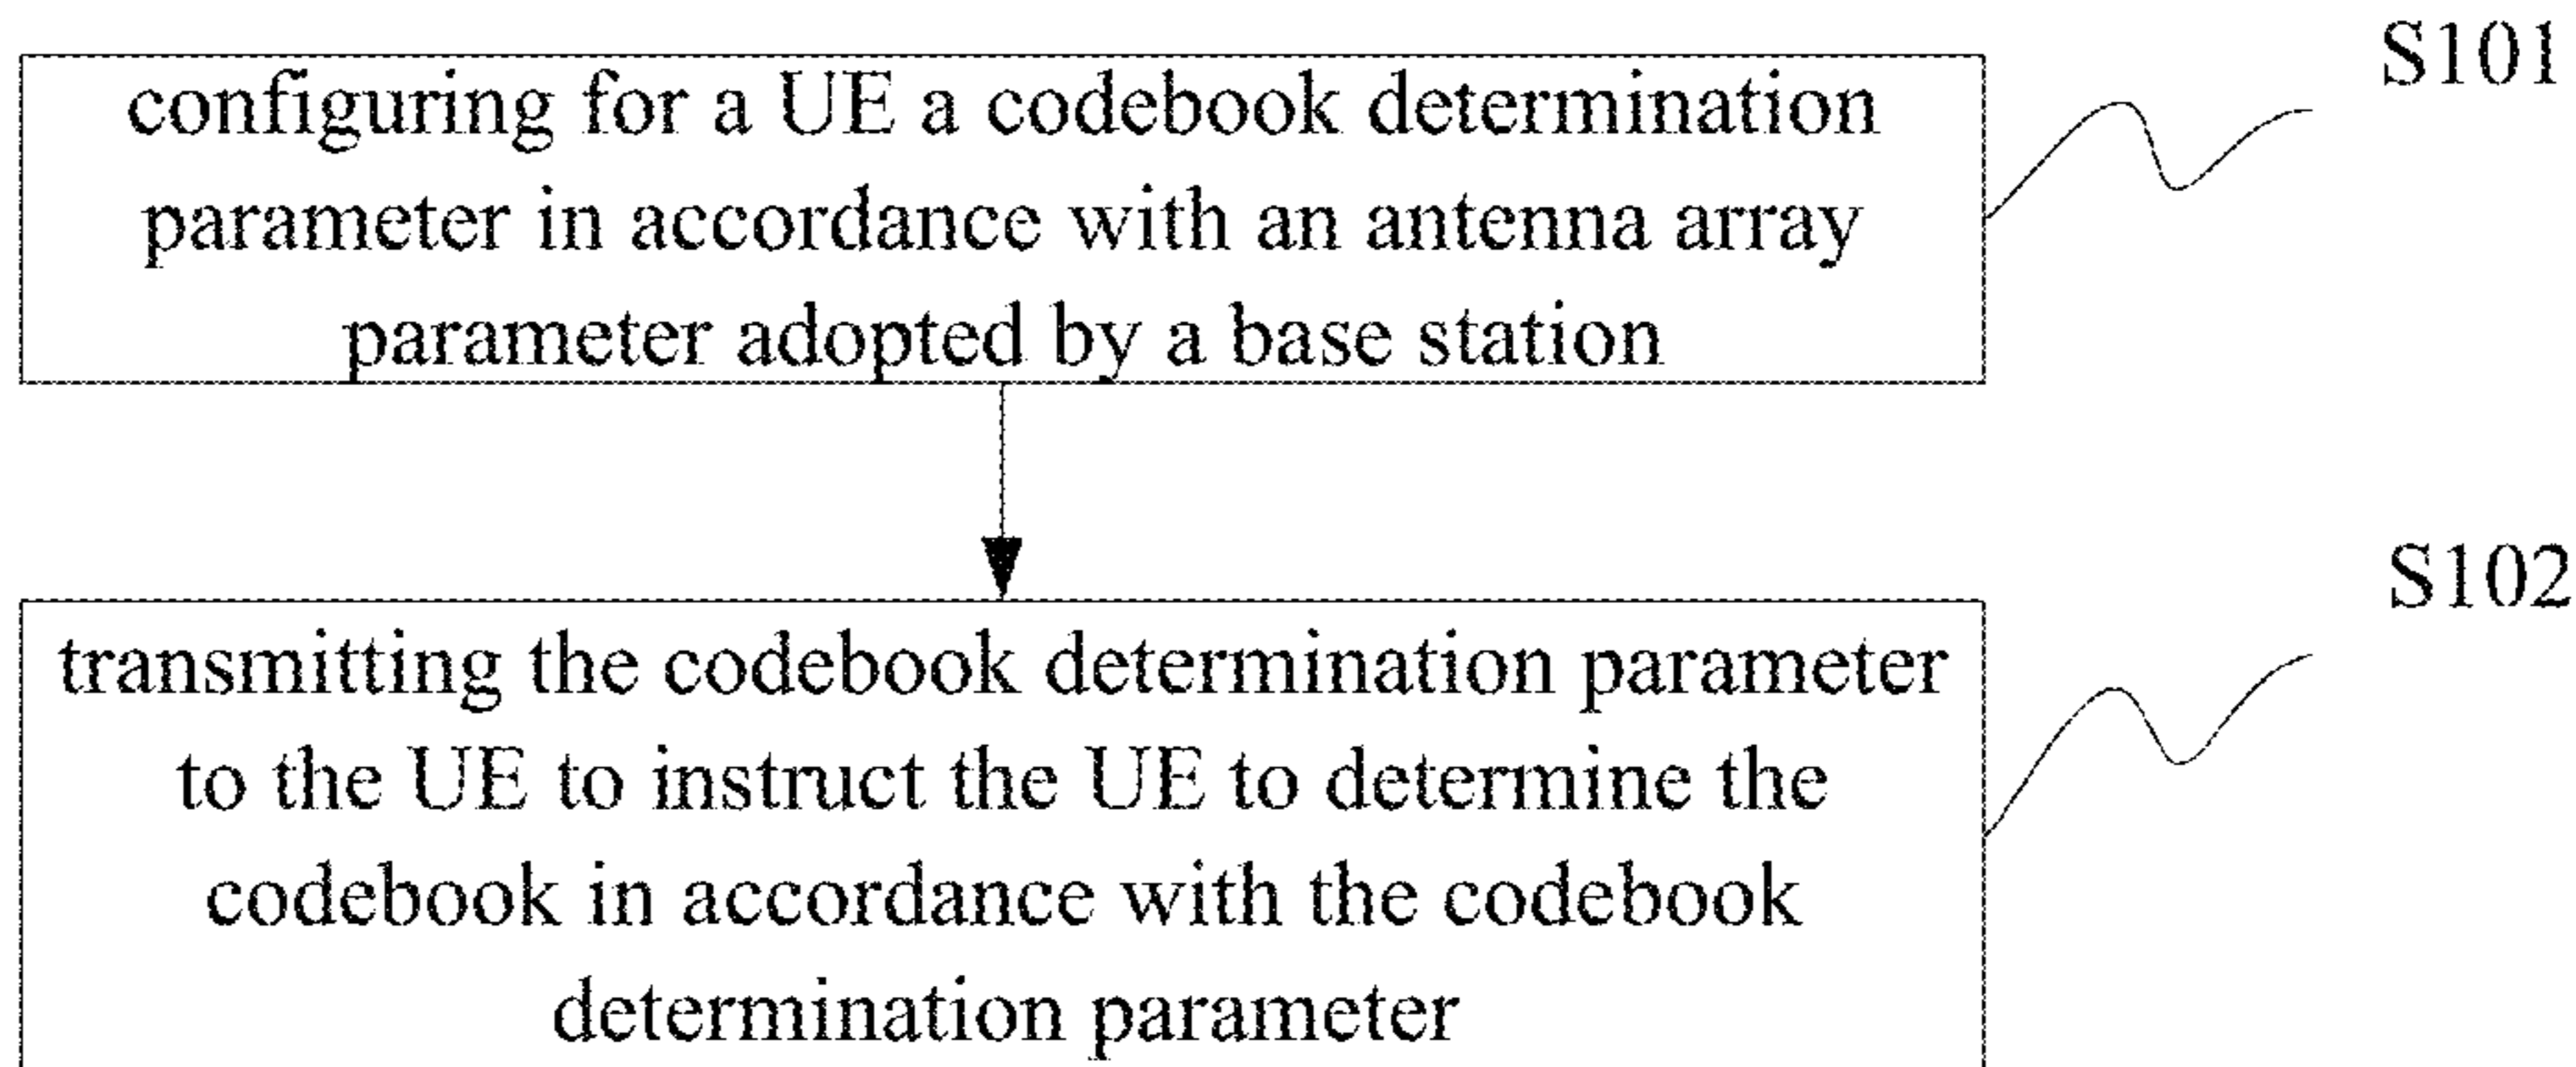 configuring for a UE a codebook determination
parameter in accordance with an antenna array
parameter adopted by a base station
S101
transmitting the codebook determination parameter
to the UE to instruct the UE to determine the
codebook in accordance with the codebook
determination parameter
S102